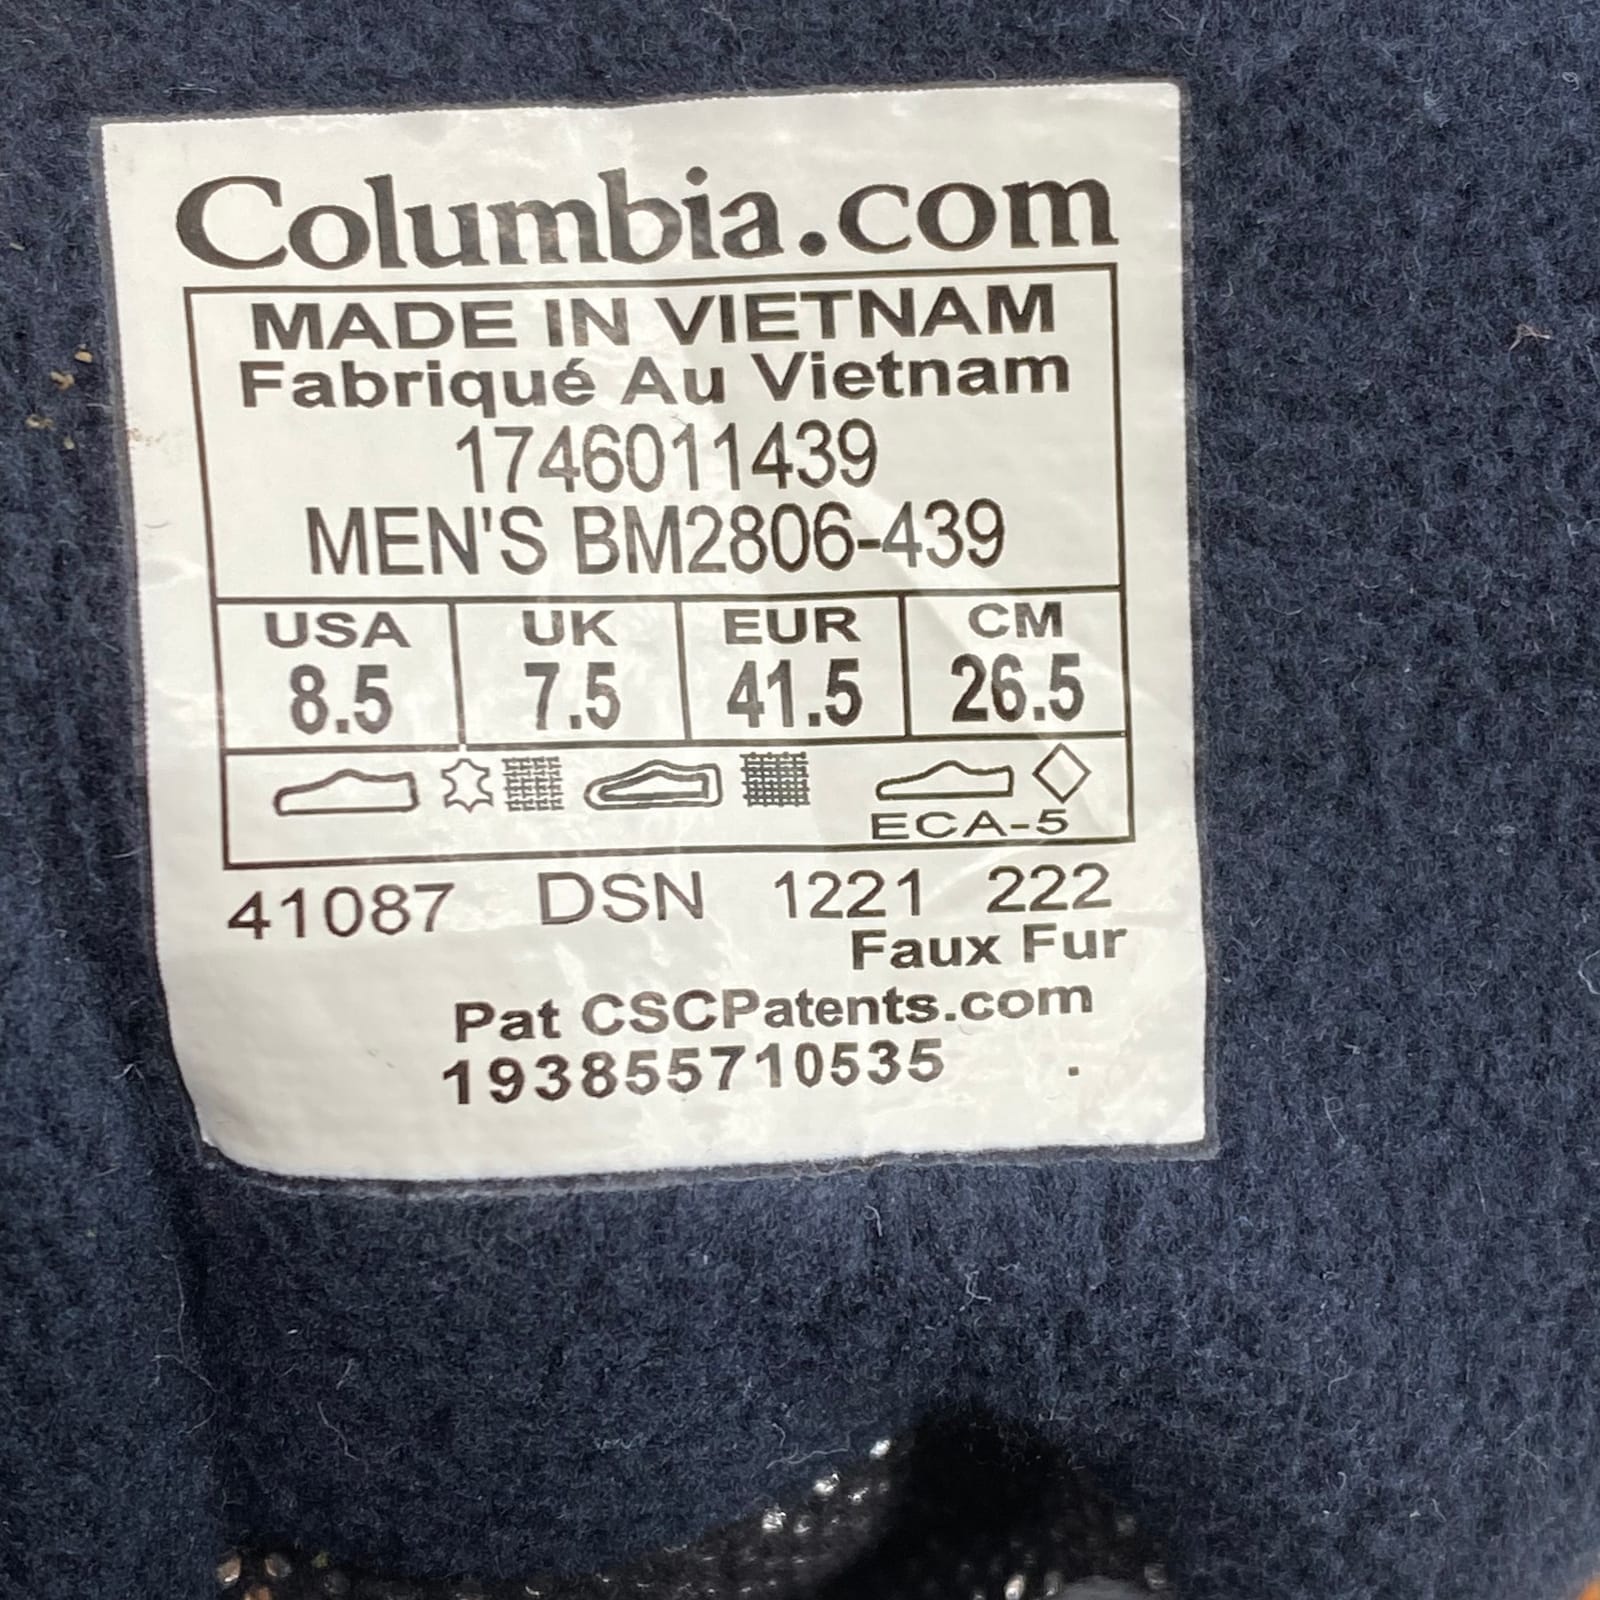 Columbia.com
MADE IN VIETNAM
Fabriqué Au Vietnam
1746011439
MEN'S BM2806-439
USA UK EUR CM
8.5 7.5 41.5 26.5
ECA-5
41087 DSN 1221 222
Faux Fur
Pat CSCPatents.com
193855710535